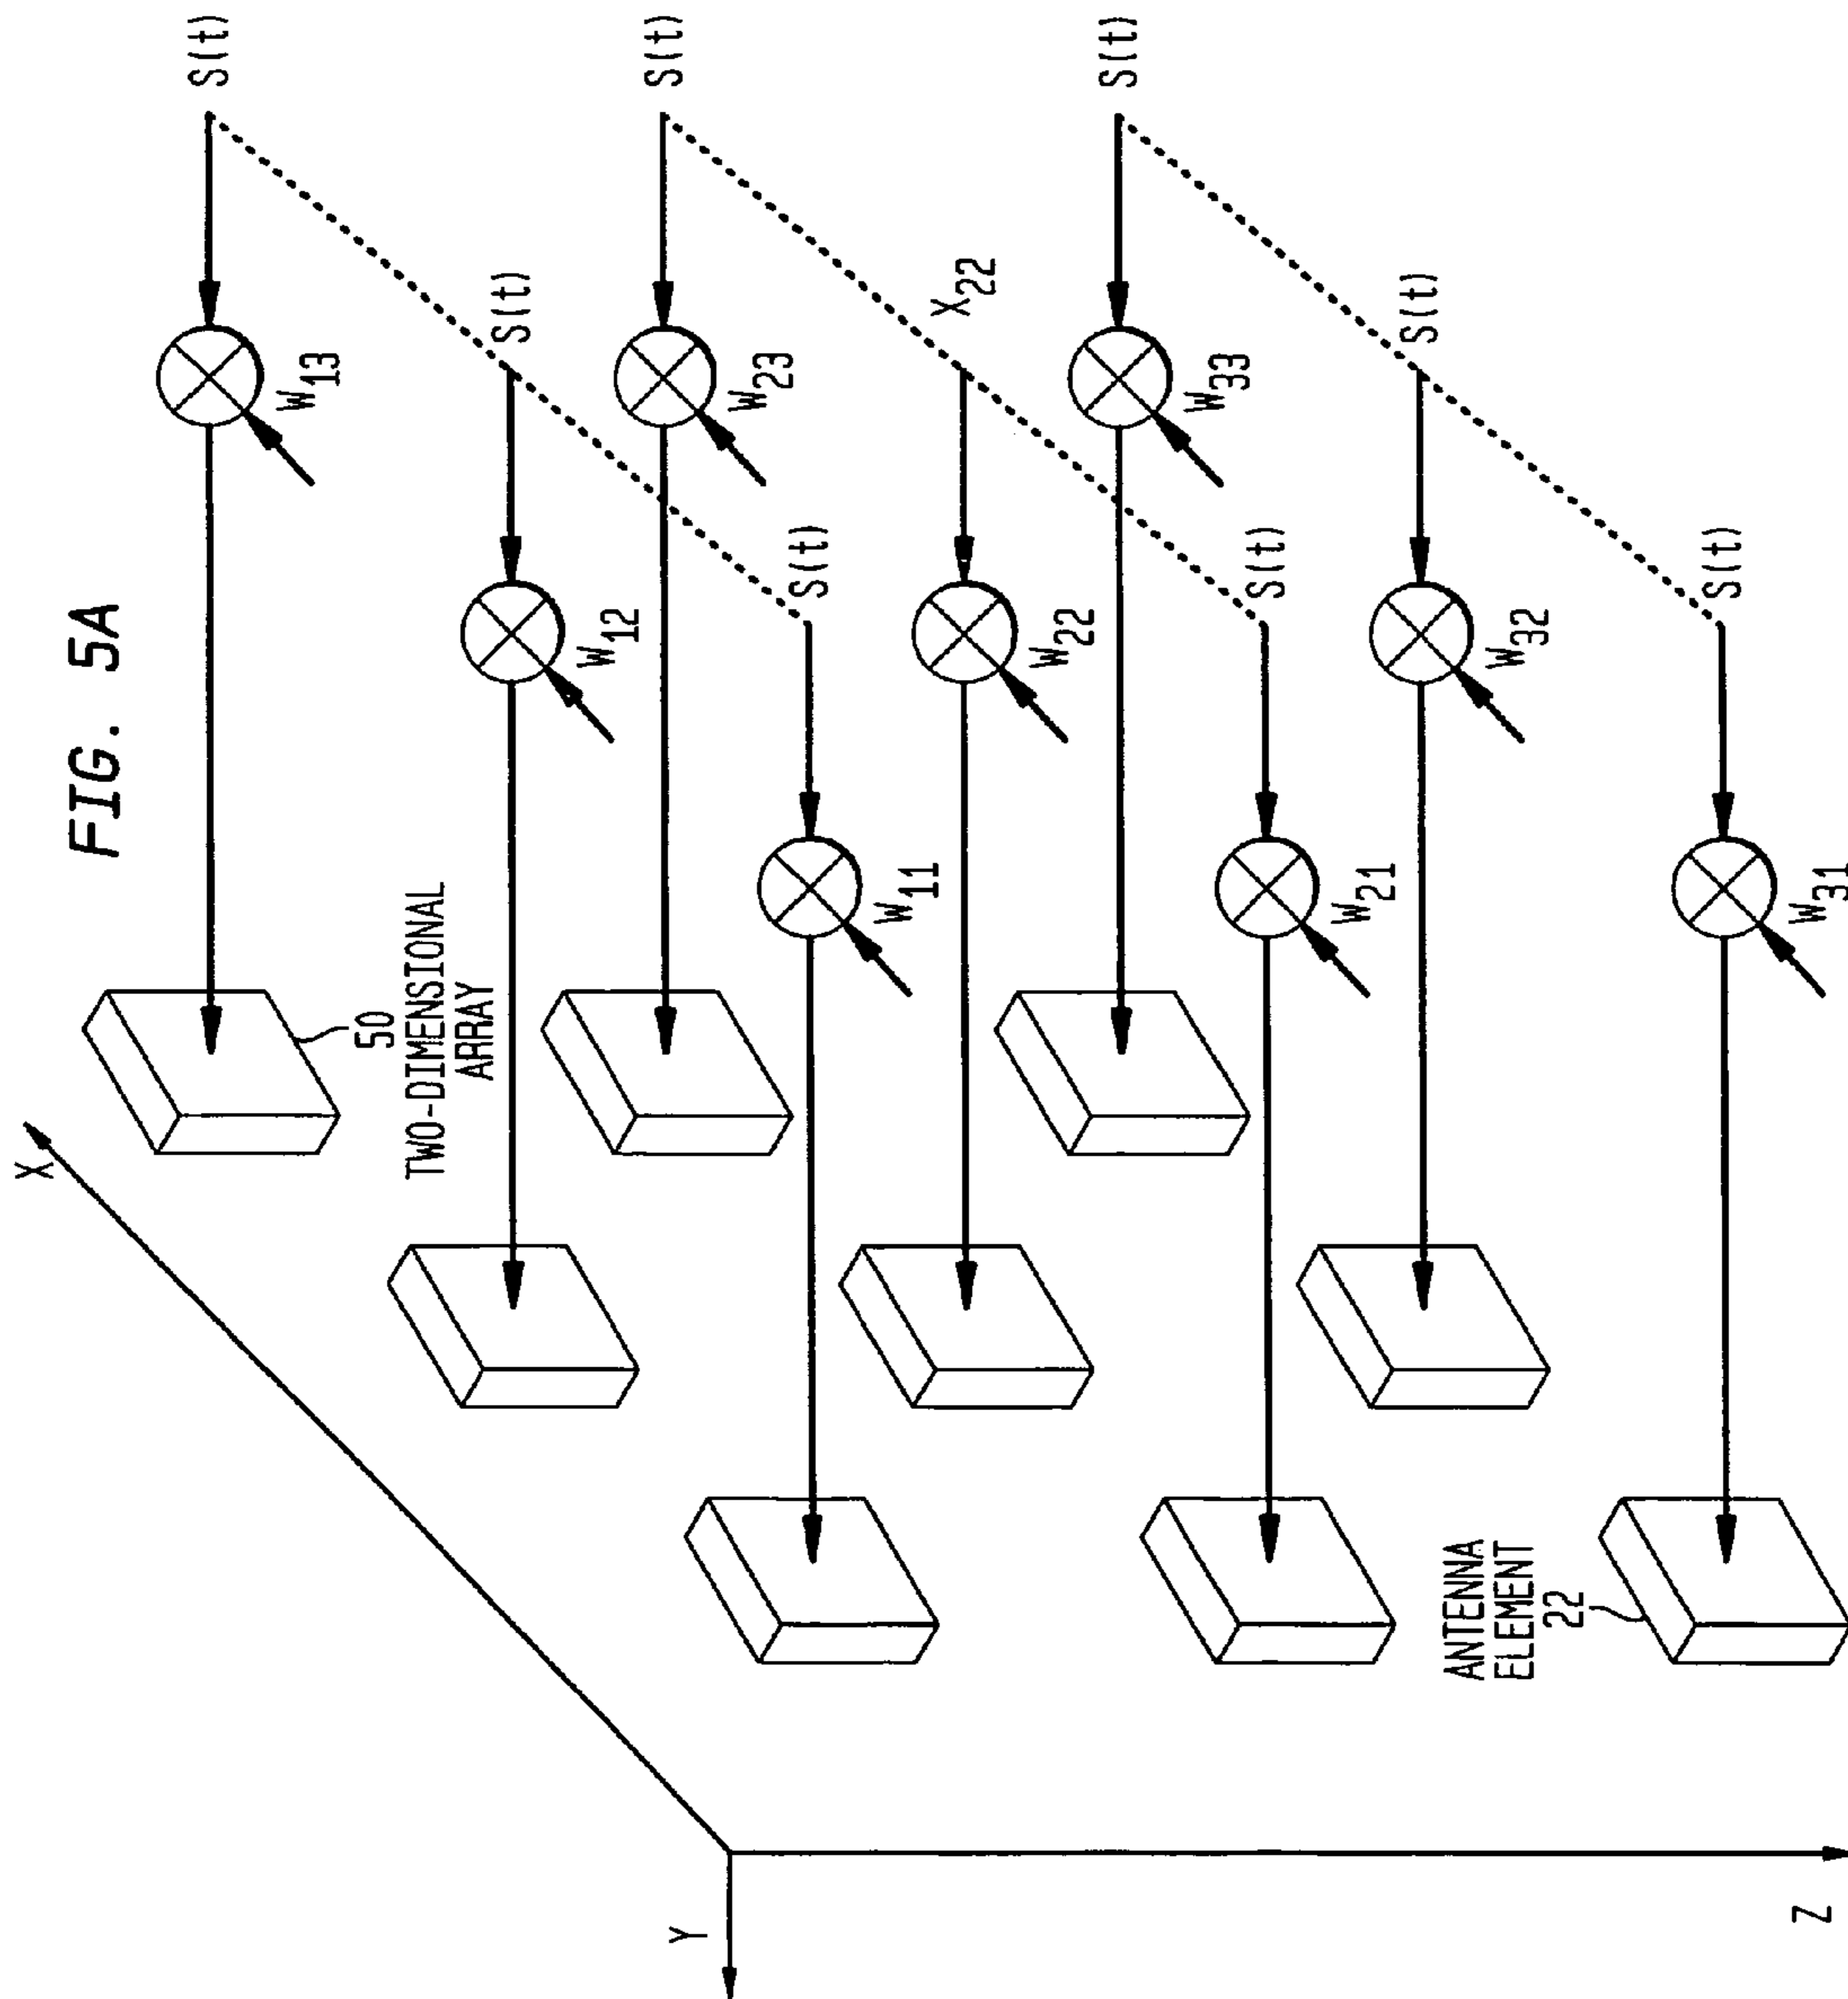 FIG. 5A
X
S(t)
W13
50
TWO-DIMENSIONAL
ARRAY
S(t)
W12
S(t)
Y
W23
S(t)
W11
X22
W22
S(t)
W33
S(t)
W21
S(t)
W32
ANTENNA
ELEMENT
22
S(t)
Z
W31